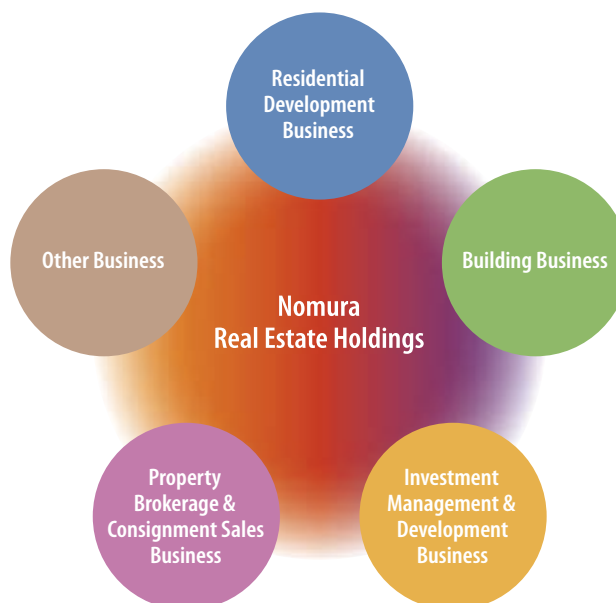 Residential
Development
Business
Other Business
Building Business
Nomura
Real Estate Holdings
Property
Brokerage &
Consignment Sales
Business
Investment
Management &
Development
Business